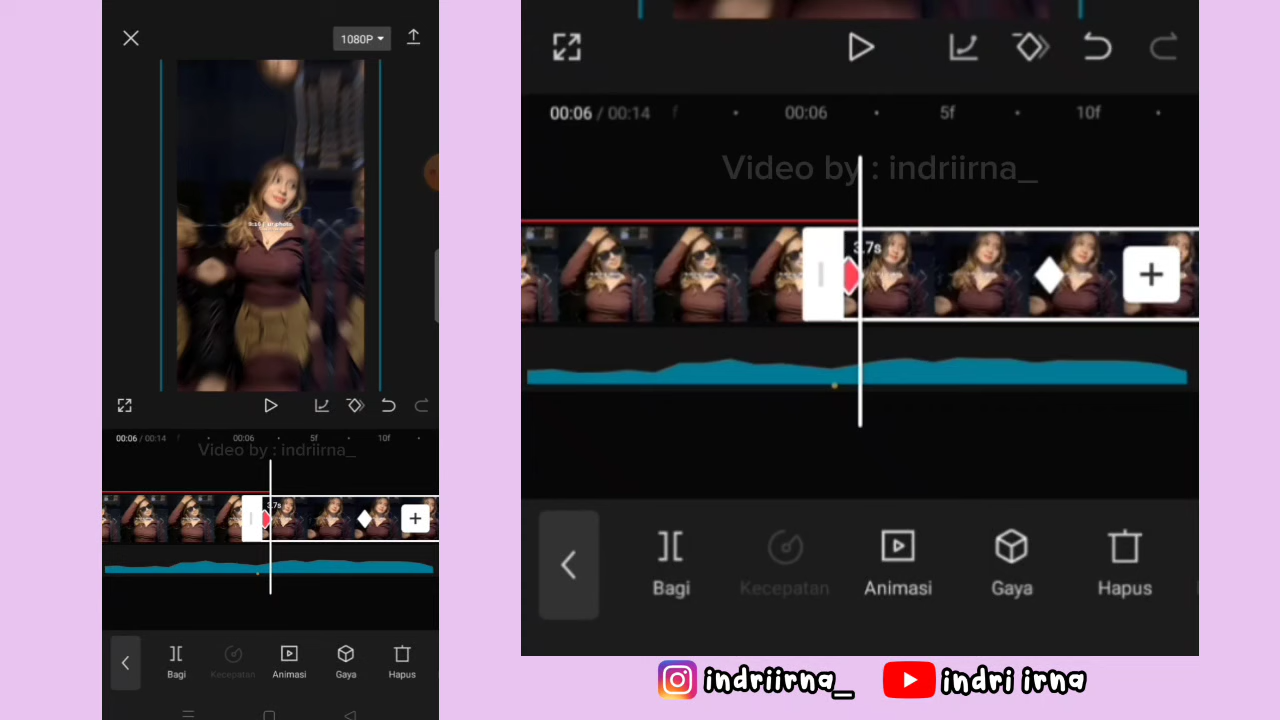 1080P
00:06 / 00:14 f 00:06 5f 10f
Video by : indriirna_
3.7s
Bagi Kecepatan Animasi Gaya Hapus
00:06 / 00:14 f 00:06 5f 10f
Video by : indriirna_
3.7s
Bagi Kecepatan Animasi Gaya Hapus
indriirna_ indri irna